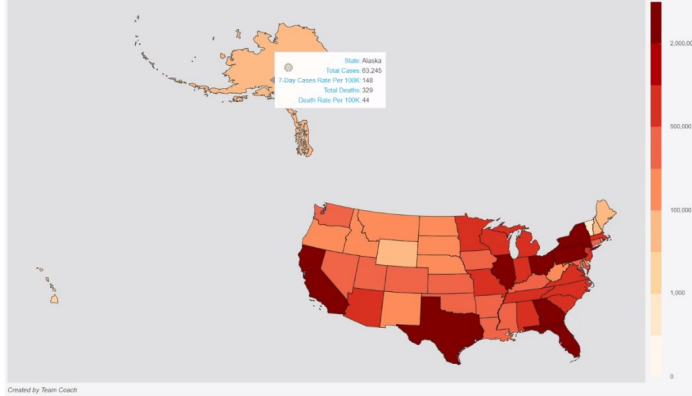 State: Alaska
Total Cases: 63,245
7-Day Cases Rate Per 100K: 148
Total Deaths: 329
Death Rate Per 100K: 44
2,000,00
500,000
100,000
1,000
0
Created by Team Coach